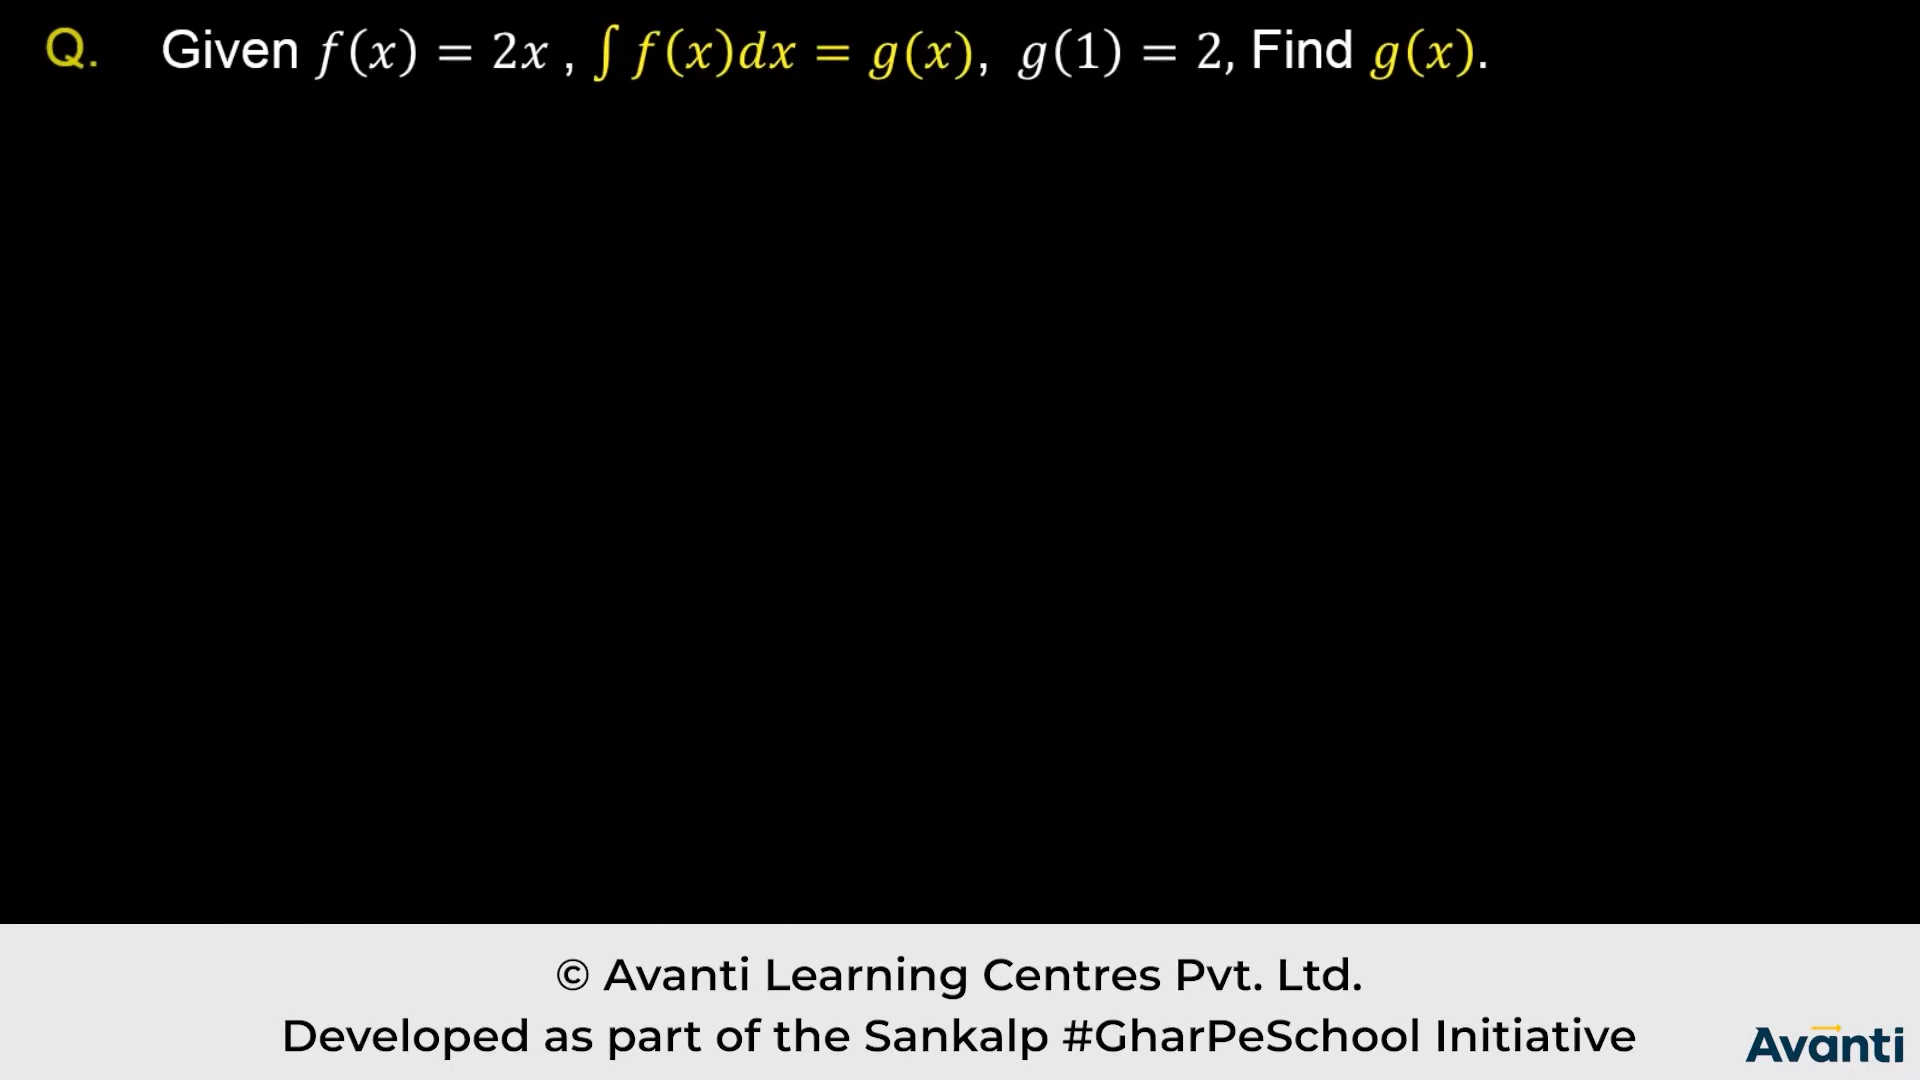 Q. Given f(x) = 2x , ∫ f(x)dx = g(x), g(1) = 2, Find g(x).
© Avanti Learning Centres Pvt. Ltd.
Developed as part of the Sankalp #GharPeSchool Initiative
Avanti